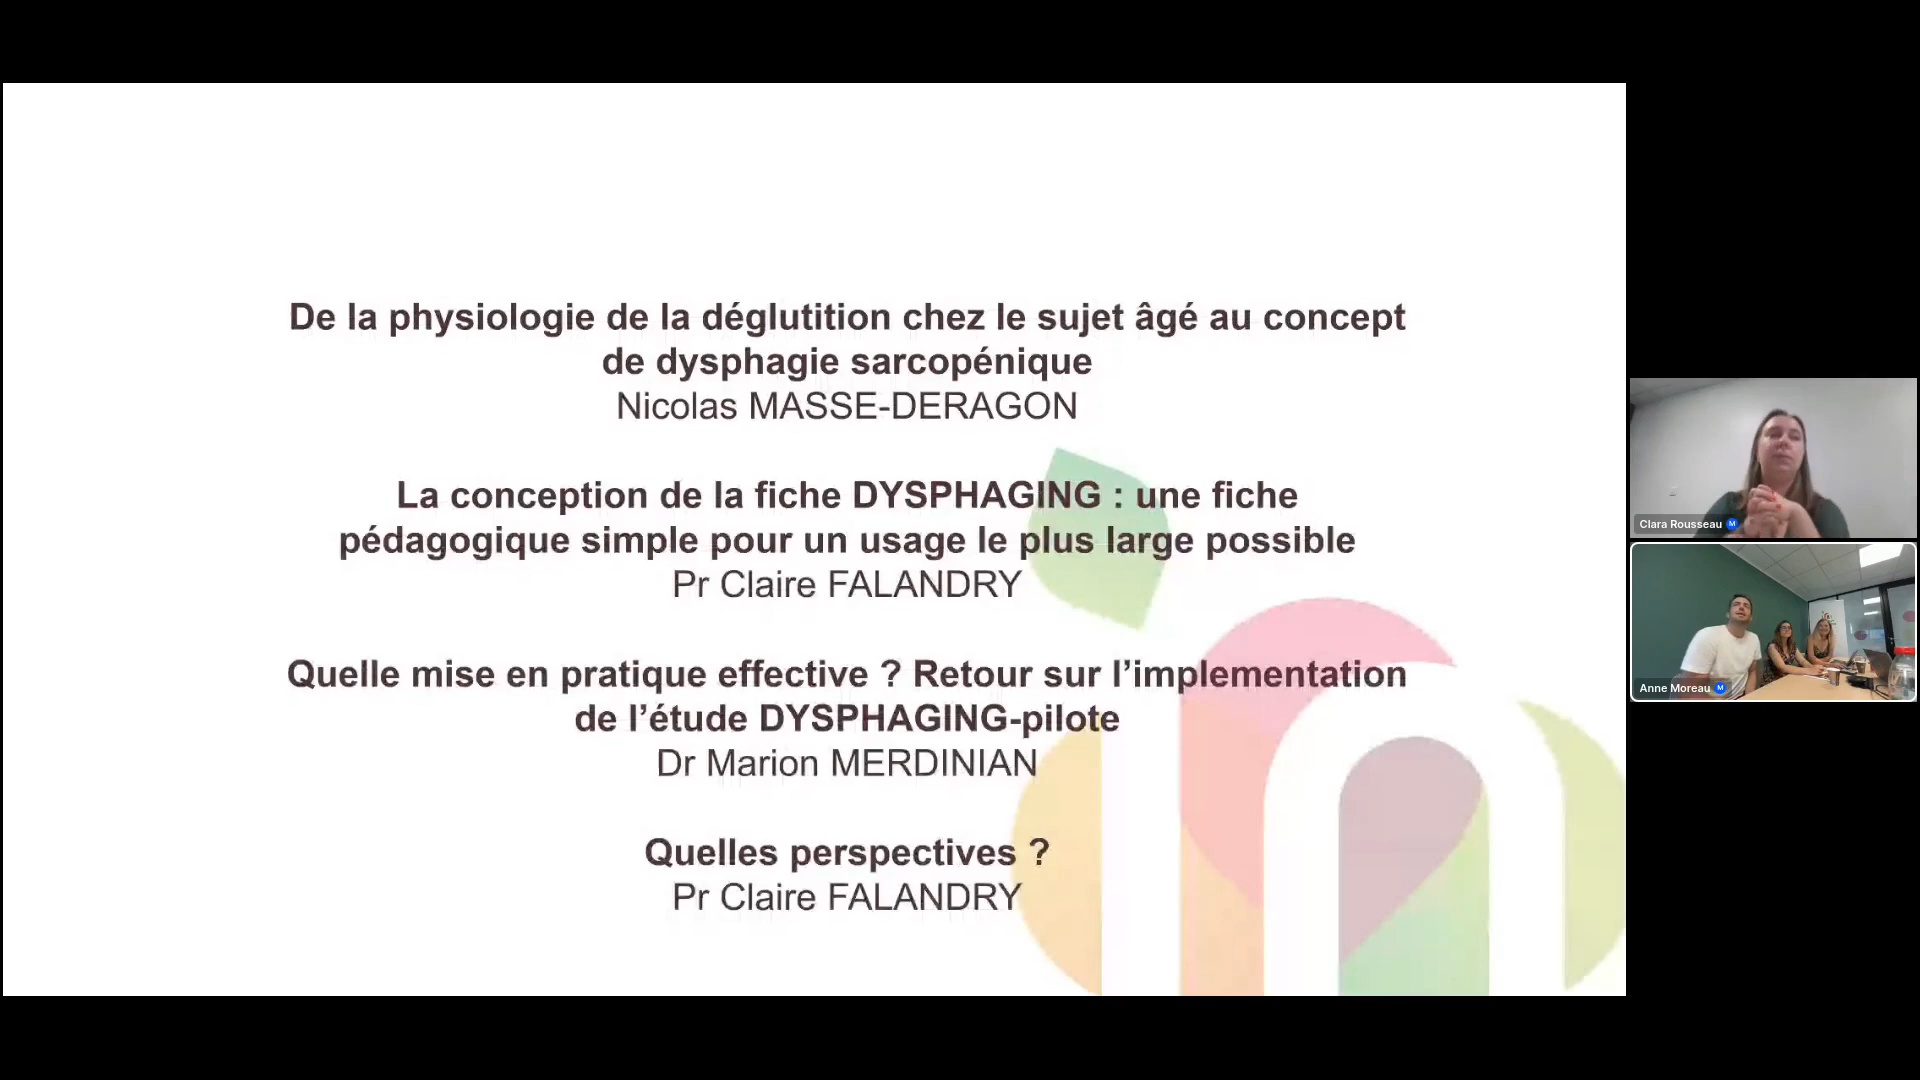 De la physiologie de la déglutition chez le sujet âgé au concept
de dysphagie sarcopénique
Nicolas MASSE-DERAGON
La conception de la fiche DYSPHAGING : une fiche
pédagogique simple pour un usage le plus large possible
Pr Claire FALANDRY
Quelle mise en pratique effective ? Retour sur l’implementation
de l’étude DYSPHAGING-pilote
Dr Marion MERDINIAN
Quelles perspectives ?
Pr Claire FALANDRY
Clara Rousseau M
Anne Moreau M